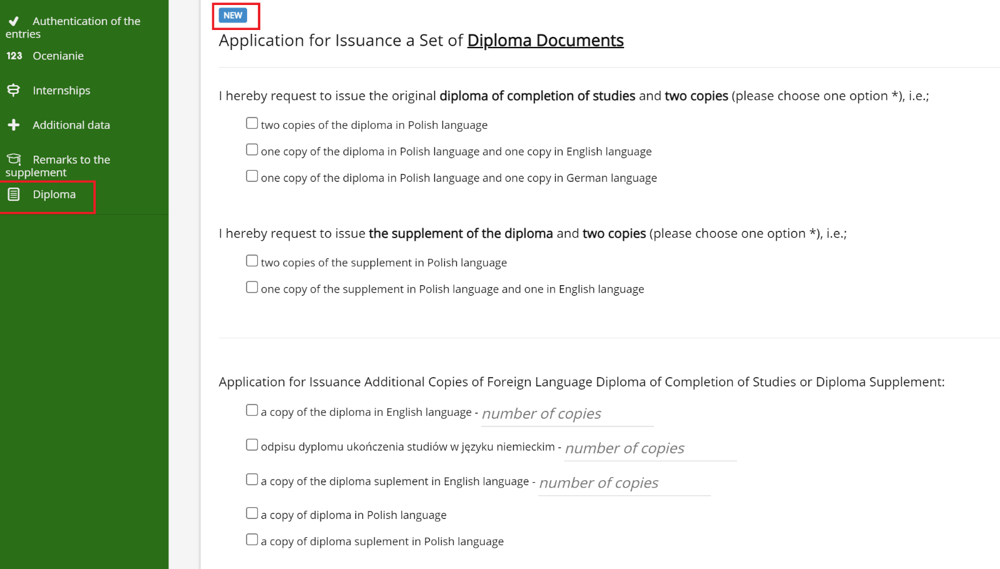 Authentication of the
entries
123 Ocenianie
Internships
Additional data
Remarks to the
supplement
Diploma
NEW
Application for Issuance a Set of Diploma Documents
I hereby request to issue the original diploma of completion of studies and two copies (please choose one option *), i.e.;
two copies of the diploma in Polish language
one copy of the diploma in Polish language and one copy in English language
one copy of the diploma in Polish language and one copy in German language
I hereby request to issue the supplement of the diploma and two copies (please choose one option *), i.e.;
two copies of the supplement in Polish language
one copy of the supplement in Polish language and one in English language
Application for Issuance Additional Copies of Foreign Language Diploma of Completion of Studies or Diploma Supplement:
a copy of the diploma in English language - number of copies
odpisu dyplomu ukończenia studiów w języku niemieckim - number of copies
a copy of the diploma suplement in English language - number of copies
a copy of diploma in Polish language
a copy of diploma suplement in Polish language